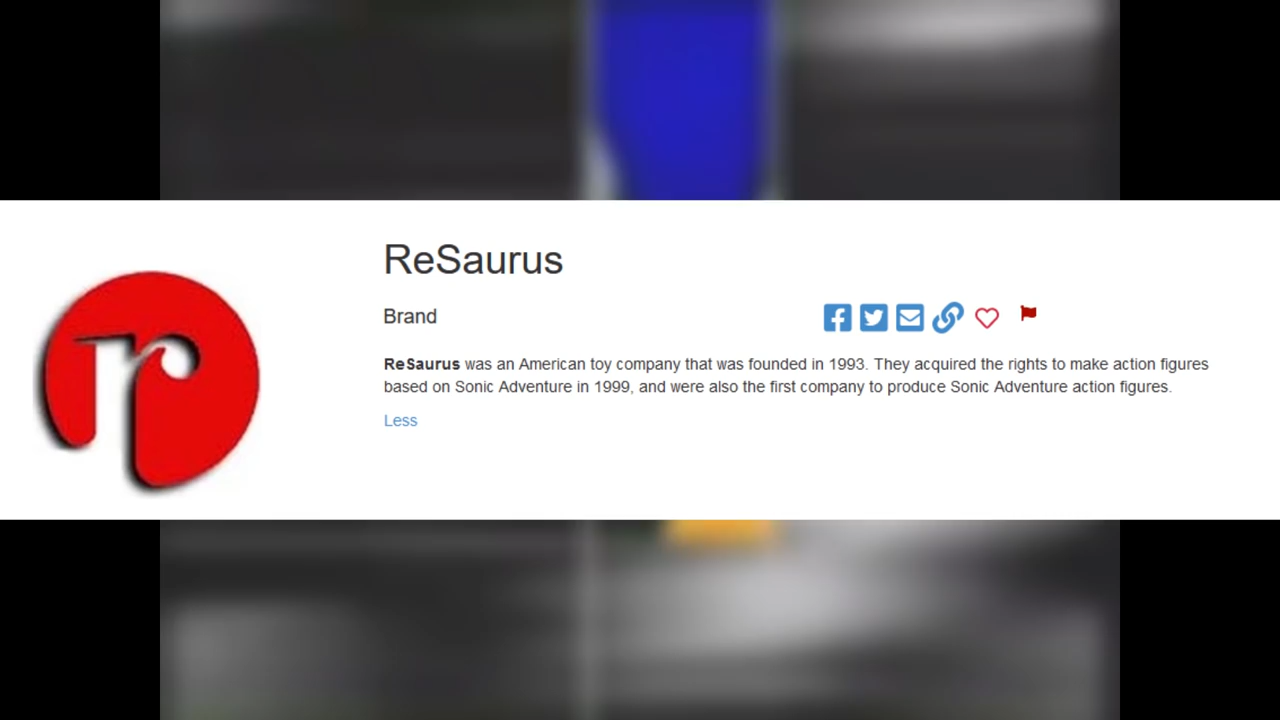 r
ReSaurus
Brand
ReSaurus was an American toy company that was founded in 1993. They acquired the rights to make action figures
based on Sonic Adventure in 1999, and were also the first company to produce Sonic Adventure action figures.
Less